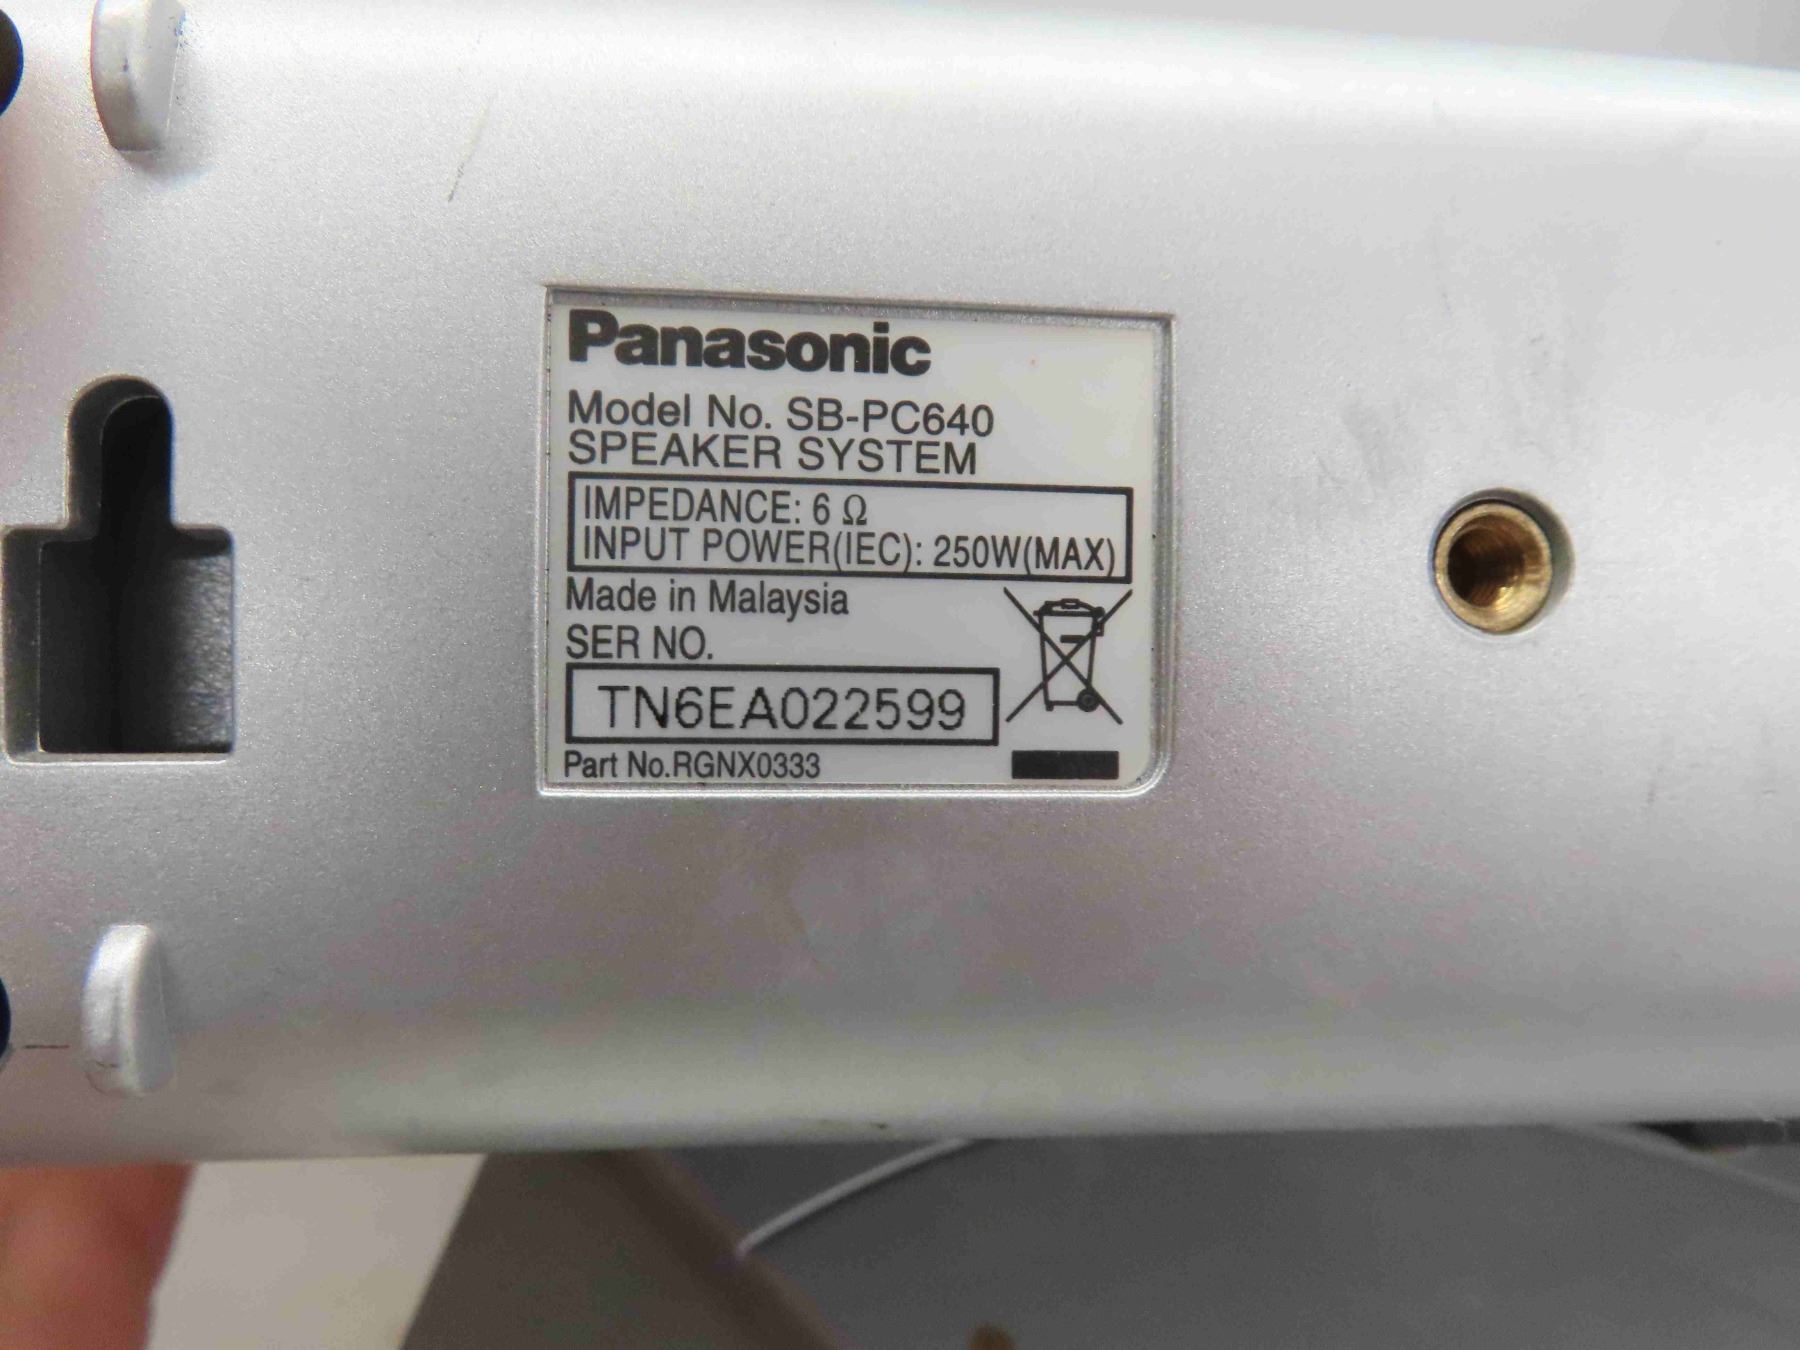 Panasonic
Model No. SB-PC640
SPEAKER SYSTEM
IMPEDANCE: 6 Ω
INPUT POWER(IEC): 250W(MAX)
Made in Malaysia
SER NO.
TN6EA022599
Part No.RGNX0333